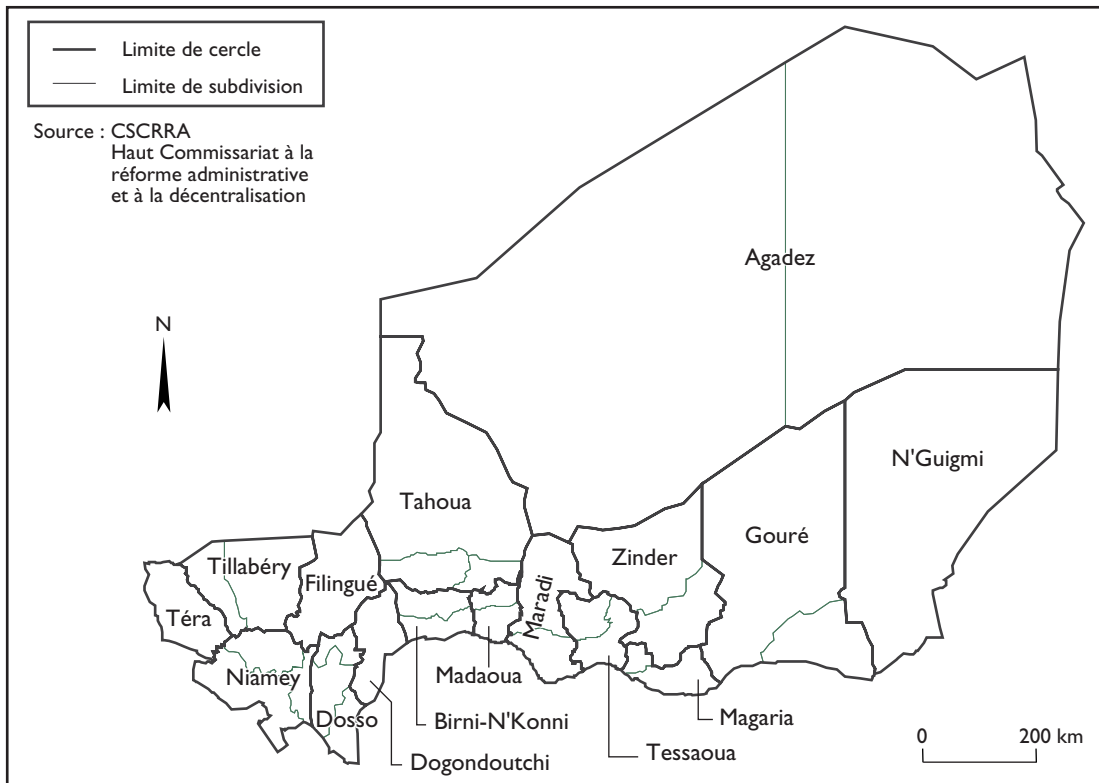 Limite de cercle
Limite de subdivision
Source : CSCRRA
Haut Commissariat à la
réforme administrative
et à la décentralisation
Agadez
N
N'Guigmi
Tahoua
Gouré
Zinder
Tillabéry
Filingué
Maradi
Téra
Niamey
Madaoua
Dosso
Birni-N'Konni
Magaria
Tessaoua
Dogondoutchi
0 200 km